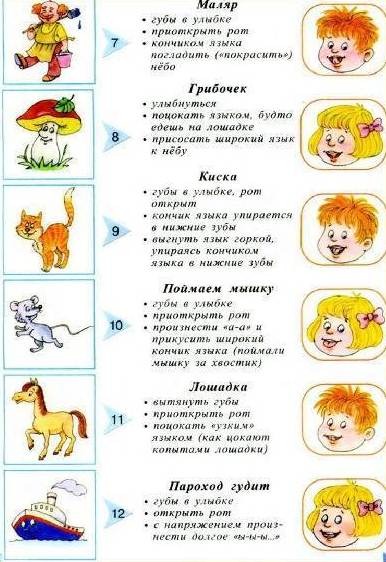 Маляр
• губы в улыбке
• приоткрыть рот
7
• кончиком языка
погладить («покрасить»)
нёбо
Грибочек
• улыбнуться
• поцокать языком, будто
едешь на лошадке
8
• присосать широкий язык
к нёбу
Киска
• губы в улыбке, рот
открыт
• кончик языка упирается
9
в нижние зубы
• выгнуть язык горкой,
упираясь кончиком
языка в нижние зубы
Поймаем мышку
• губы в улыбке
• приоткрыть рот
10
• произнести «а-а» и
прикусить широкий
кончик языка (поймали
мышку за хвостик)
Лошадка
• вытянуть губы
• приоткрыть рот
11
• поцокать «узким»
языком (как цокают
копытами лошадки)
Пароход гудит
• губы в улыбке
12
• открыть рот
• с напряжением произ-
нести долгое «ы-ы-ы...»